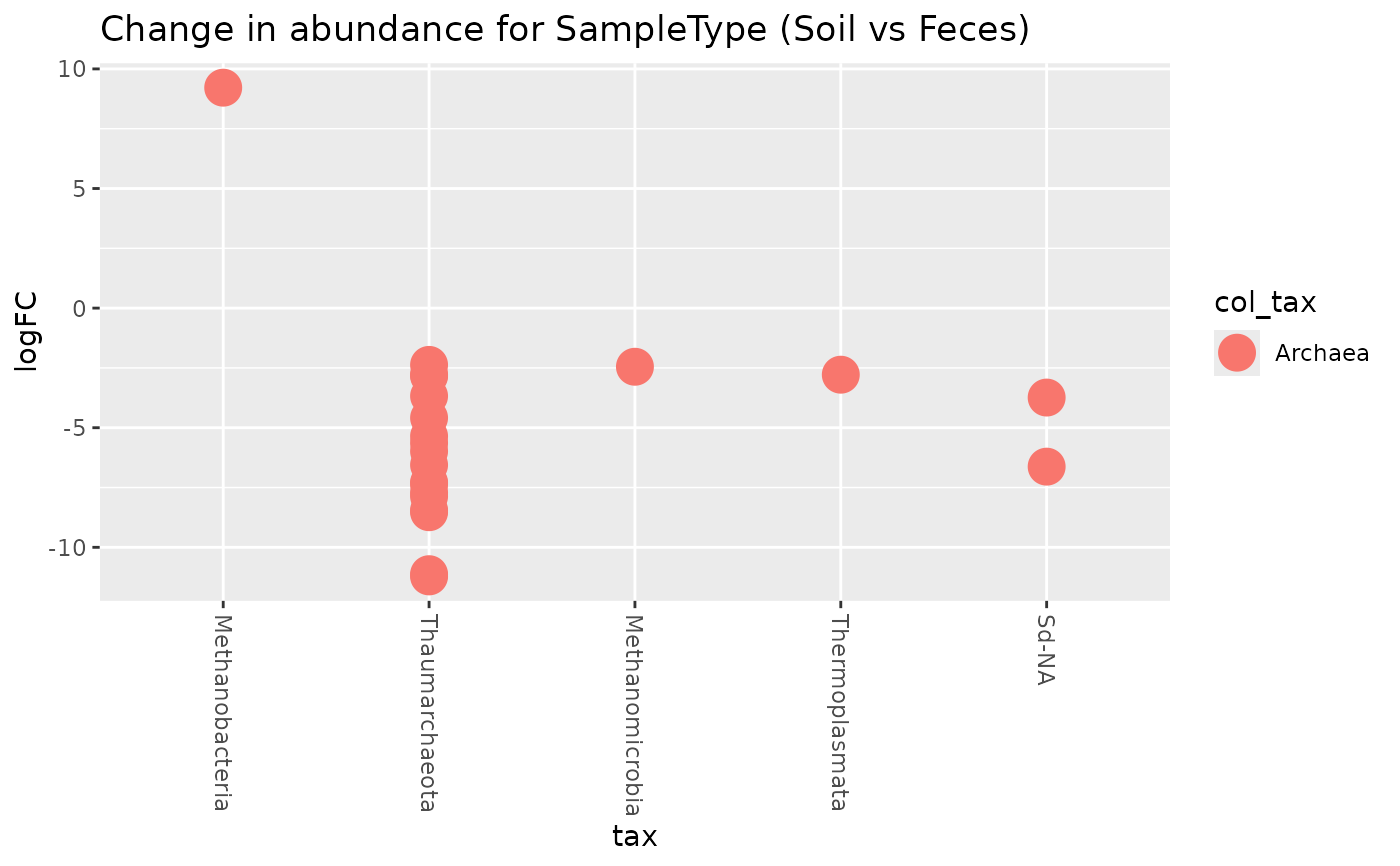 Change in abundance for SampleType (Soil vs Feces)
10
5
0
-5
-10
logFC
Methanobacteria
Thaumarchaeota
Methanomicrobia
Thermoplasmata
Sd-NA
tax
col_tax
Archaea